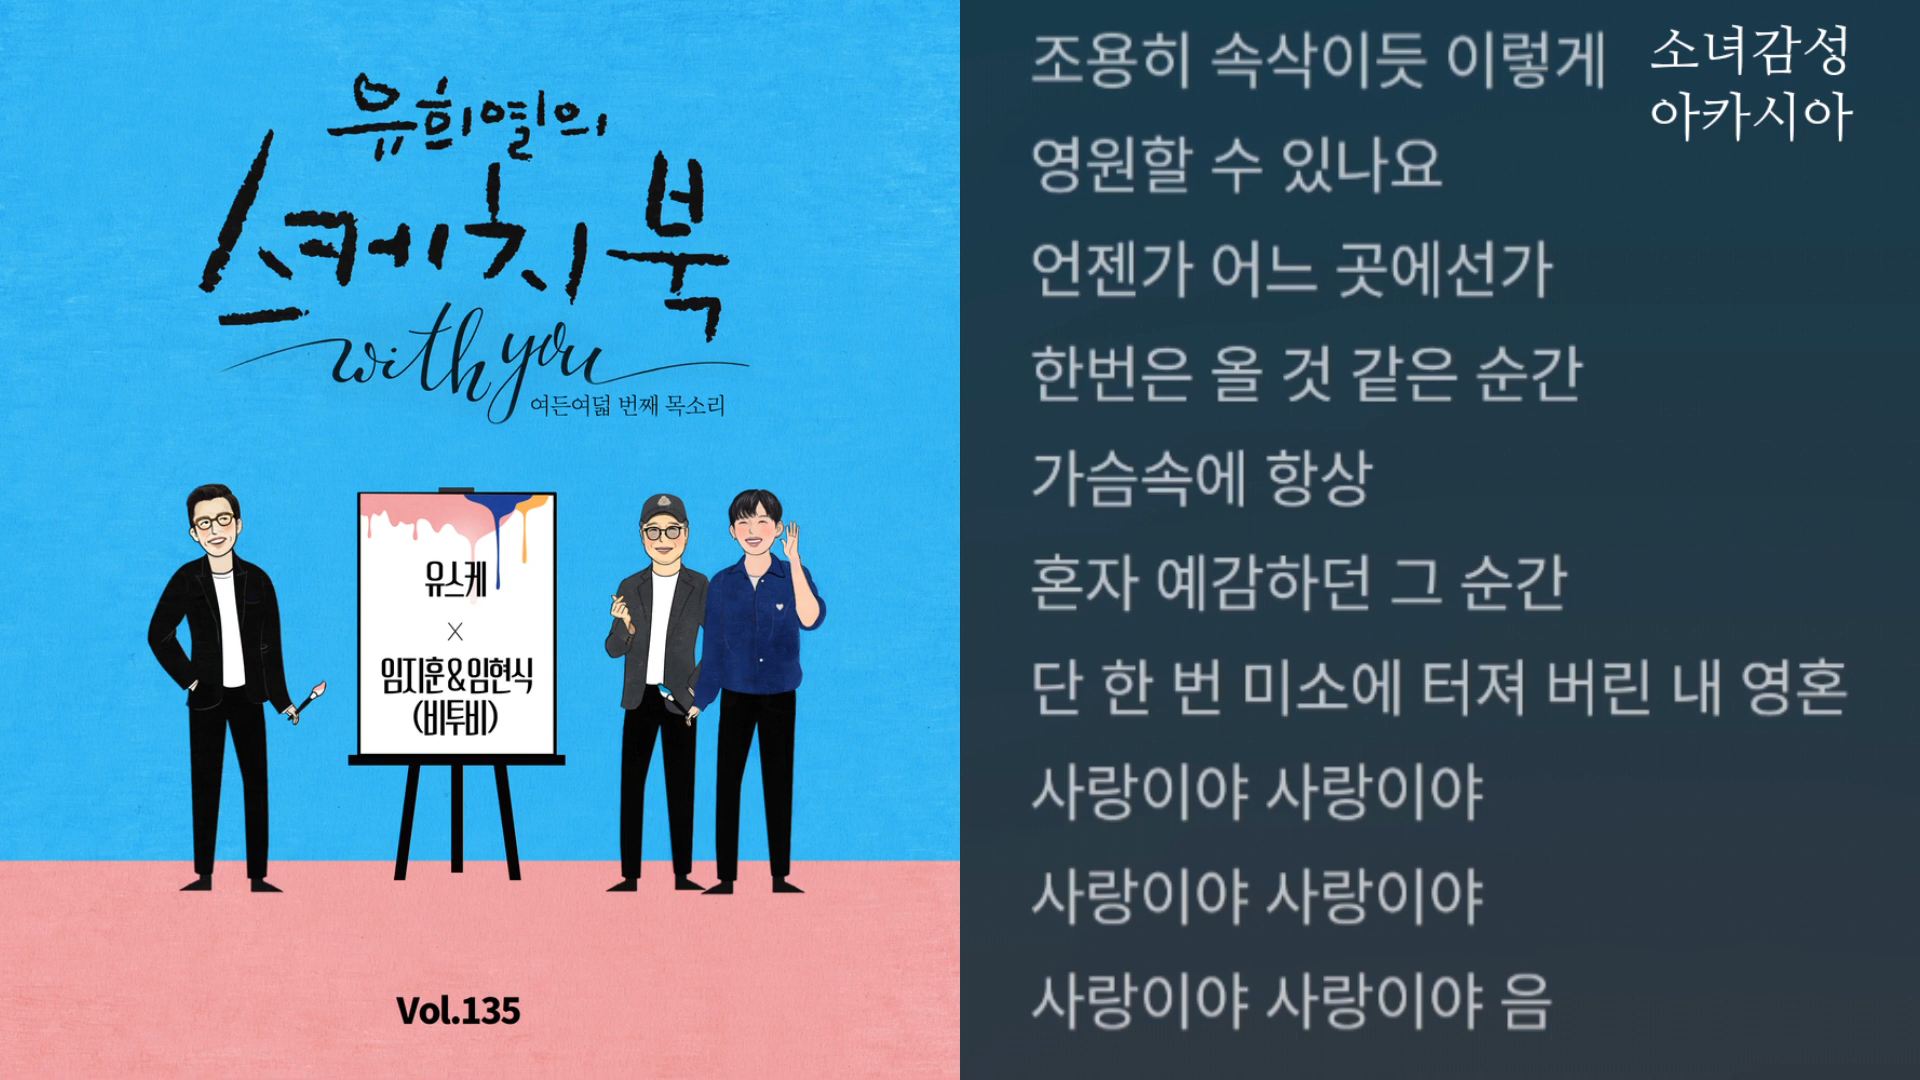 유희열의
스케치북
with you
여든여덟 번째 목소리
유스케
X
임지훈&임현식
(비투비)
Vol.135
소녀감성
아카시아
조용히 속삭이듯 이렇게
영원할 수 있나요
언젠가 어느 곳에선가
한번은 올 것 같은 순간
가슴속에 항상
혼자 예감하던 그 순간
단 한 번 미소에 터져 버린 내 영혼
사랑이야 사랑이야
사랑이야 사랑이야
사랑이야 사랑이야 음